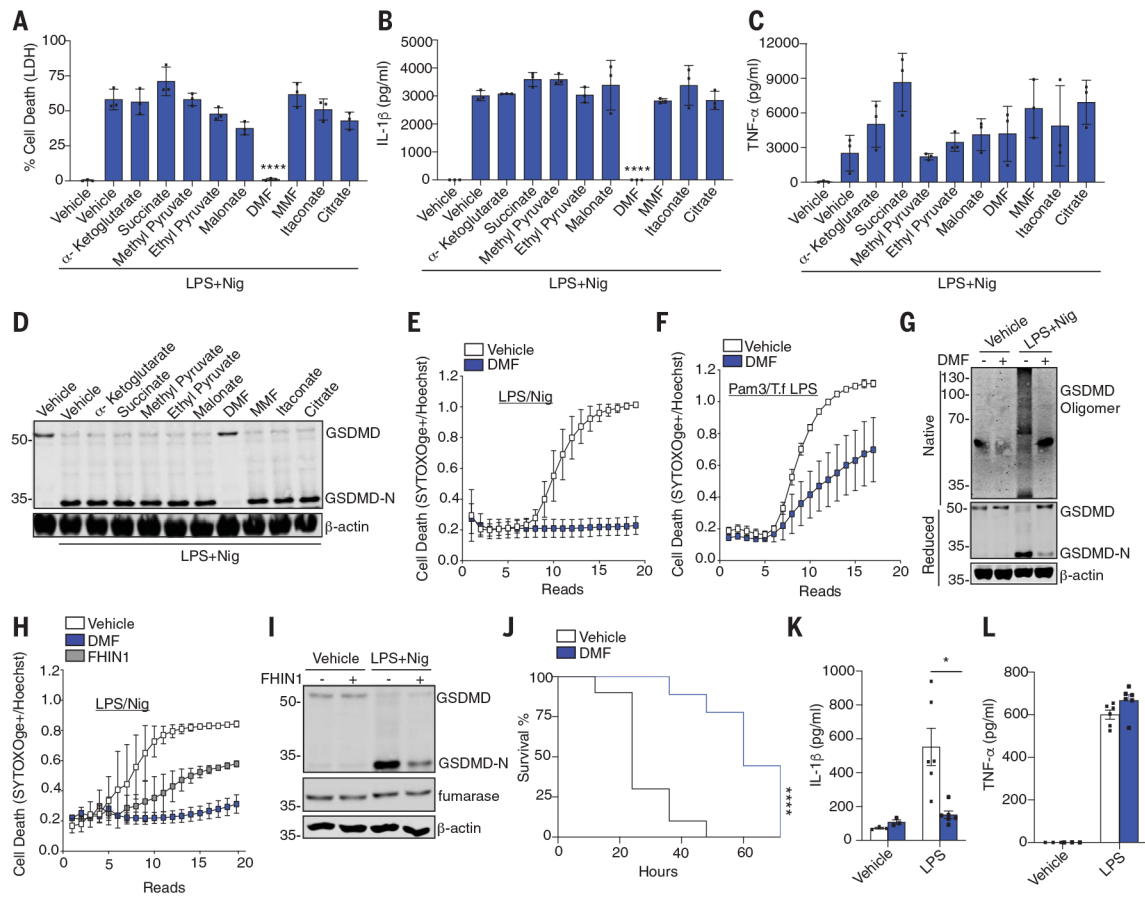 A
% Cell Death (LDH)
100
75
50
25
0
****
Vehicle
Vehicle
α- Ketoglutarate
Succinate
Methyl Pyruvate
Ethyl Pyruvate
Malonate
DMF
MMF
Itaconate
Citrate
LPS+Nig
B
IL-1β (pg/ml)
5000
4000
3000
2000
1000
0
****
Vehicle
Vehicle
α- Ketoglutarate
Succinate
Methyl Pyruvate
Ethyl Pyruvate
Malonate
DMF
MMF
Itaconate
Citrate
LPS+Nig
C
TNF-α (pg/ml)
12000
9000
6000
3000
0
Vehicle
Vehicle
α- Ketoglutarate
Succinate
Methyl Pyruvate
Ethyl Pyruvate
Malonate
DMF
MMF
Itaconate
Citrate
LPS+Nig
D
Vehicle
Vehicle
α- Ketoglutarate
Succinate
Methyl Pyruvate
Ethyl Pyruvate
Malonate
DMF
MMF
Itaconate
Citrate
50-
GSDMD
35-
GSDMD-N
β-actin
LPS+Nig
E
Vehicle
DMF
LPS/Nig
Cell Death (SYTOXOge+/Hoechst)
1.2
1.0
0.8
0.6
0.4
0.2
0.0
0 5 10 15 20
Reads
F
Vehicle
DMF
Pam3/T.f LPS
Cell Death (SYTOXOge+/Hoechst)
1.2
1.0
0.8
0.6
0.4
0.2
0.0
0 5 10 15 20
Reads
G
Vehicle LPS+Nig
DMF - + - +
Native
130-
100-
70-
35-
GSDMD
Oligomer
Reduced
50-
GSDMD
35-
GSDMD-N
35-
β-actin
H
Vehicle
DMF
FHIN1
LPS/Nig
Cell Death (SYTOXOge+/Hoechst)
1.2
1.0
0.8
0.6
0.4
0.2
0.0
0 5 10 15 20
Reads
I
Vehicle LPS+Nig
FHIN1 - + - +
50-
GSDMD
35-
GSDMD-N
35-
fumarase
35-
β-actin
J
Vehicle
DMF
Survival %
100
75
50
25
0
0 20 40 60
Hours
****
K
IL-1β (pg/ml)
1000
800
600
400
200
0
*
Vehicle
LPS
L
TNF-α (pg/ml)
800
600
400
200
0
Vehicle
LPS